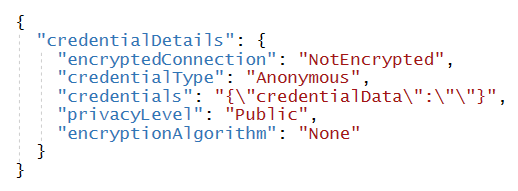 {
  "credentialDetails": {
    "encryptedConnection": "NotEncrypted",
    "credentialType": "Anonymous",
    "credentials": "{\"credentialData\":\"\"}",
    "privacyLevel": "Public",
    "encryptionAlgorithm": "None"
  }
}